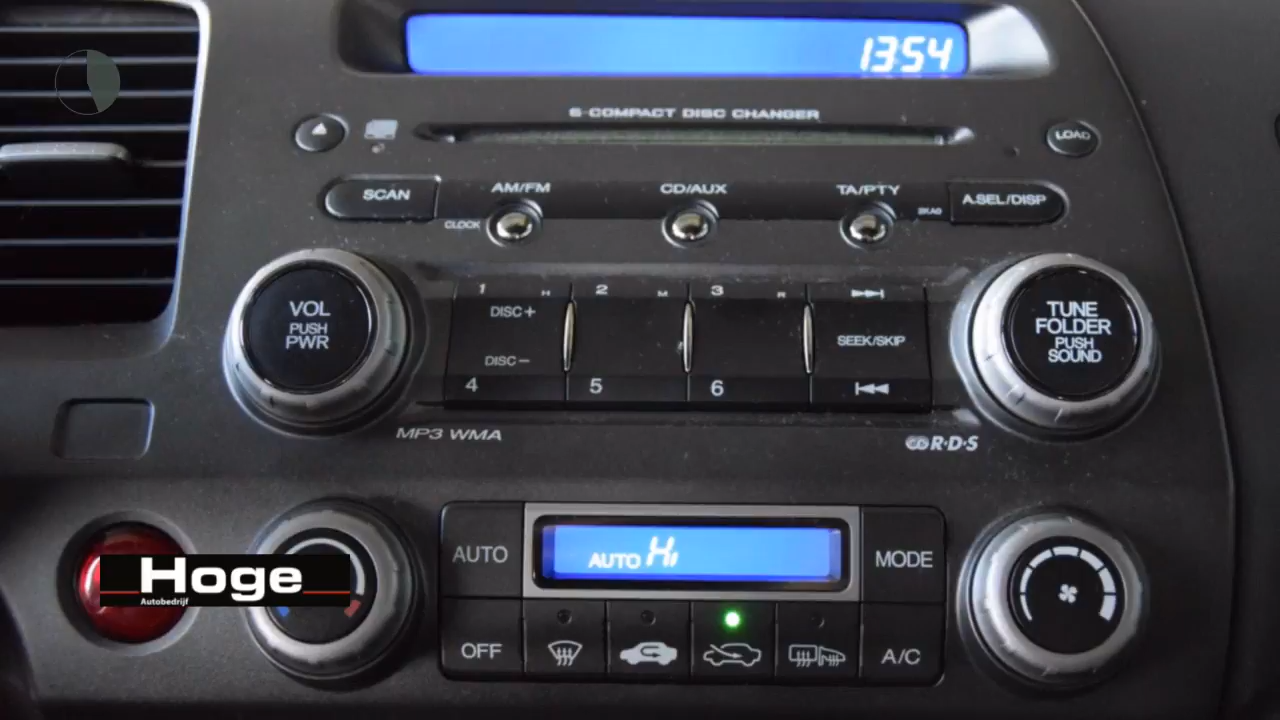 13:54
6-COMPACT DISC CHANGER
LOAD
SCAN
AM/FM
CD/AUX
TA/PTY
A.SEL/DISP
CLOCK
VOL
PUSH
PWR
1 H 2 M 3 R
DISC+
SEEK/SKIP
DISC−
4 5 6
TUNE
FOLDER
PUSH
SOUND
MP3 WMA
R·D·S
AUTO
AUTO Hi
MODE
Hoge
Autobedrijf
OFF
A/C